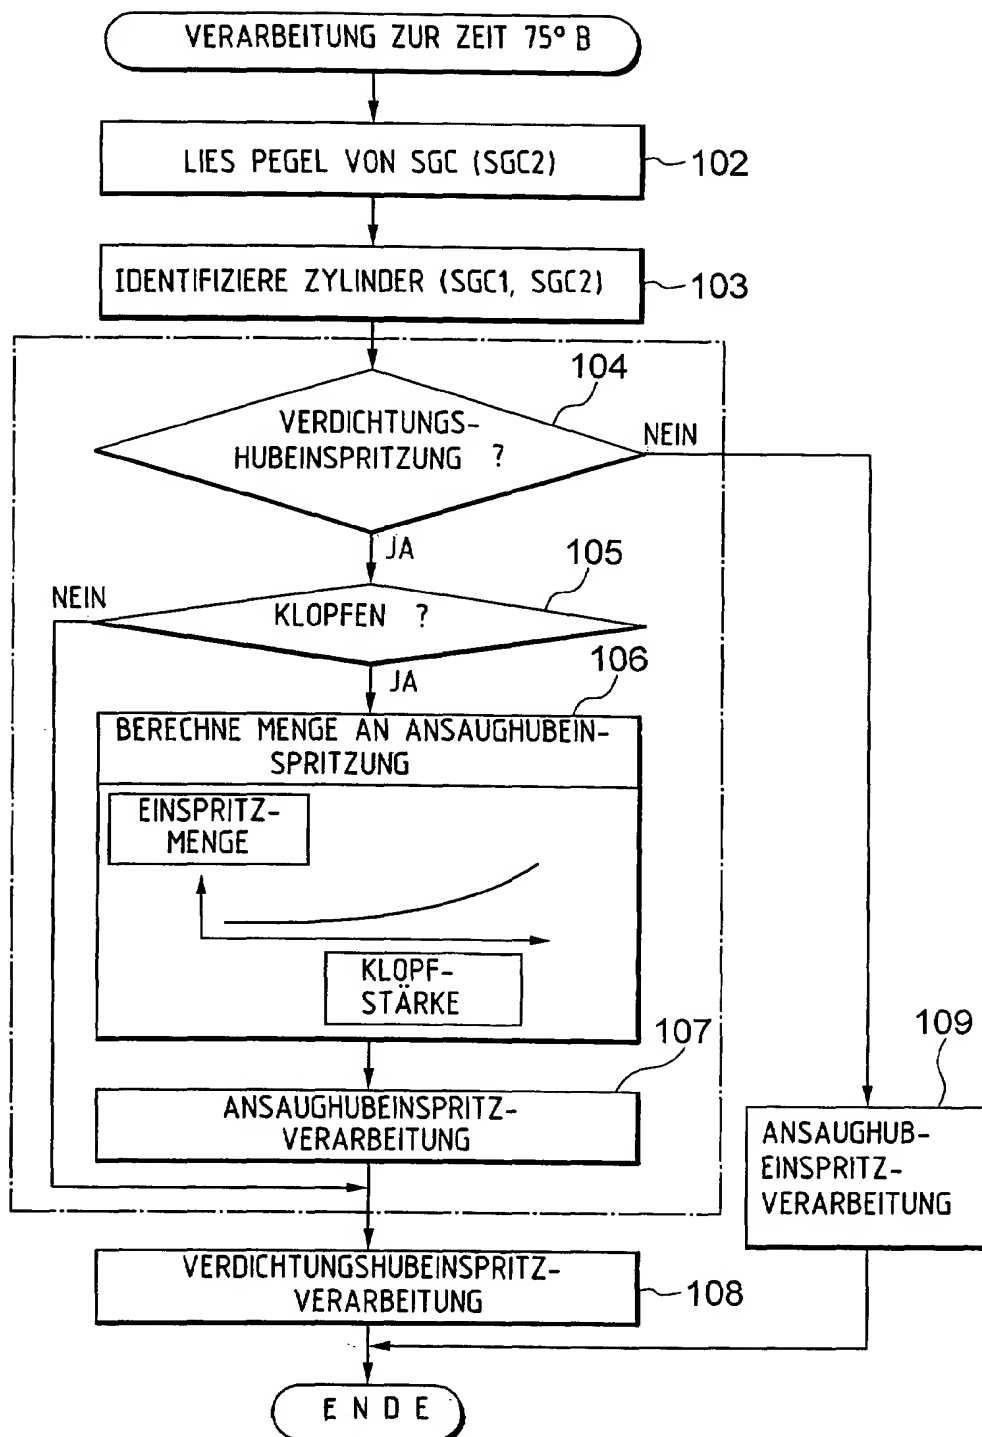 VERARBEITUNG ZUR ZEIT 75° B
LIES PEGEL VON SGC (SGC2)
102
IDENTIFIZIERE ZYLINDER (SGC1, SGC2)
103
104
VERDICHTUNGS-
HUBEINSPRITZUNG ?
NEIN
JA
105
NEIN
KLOPFEN ?
JA
106
BERECHNE MENGE AN ANSAUGHUBEIN-
SPRITZUNG
EINSPRITZ-
MENGE
KLOPF-
STÄRKE
107
ANSAUGHUBEINSPRITZ-
VERARBEITUNG
109
ANSAUGHUB-
EINSPRITZ-
VERARBEITUNG
VERDICHTUNGSHUBEINSPRITZ-
VERARBEITUNG
108
ENDE